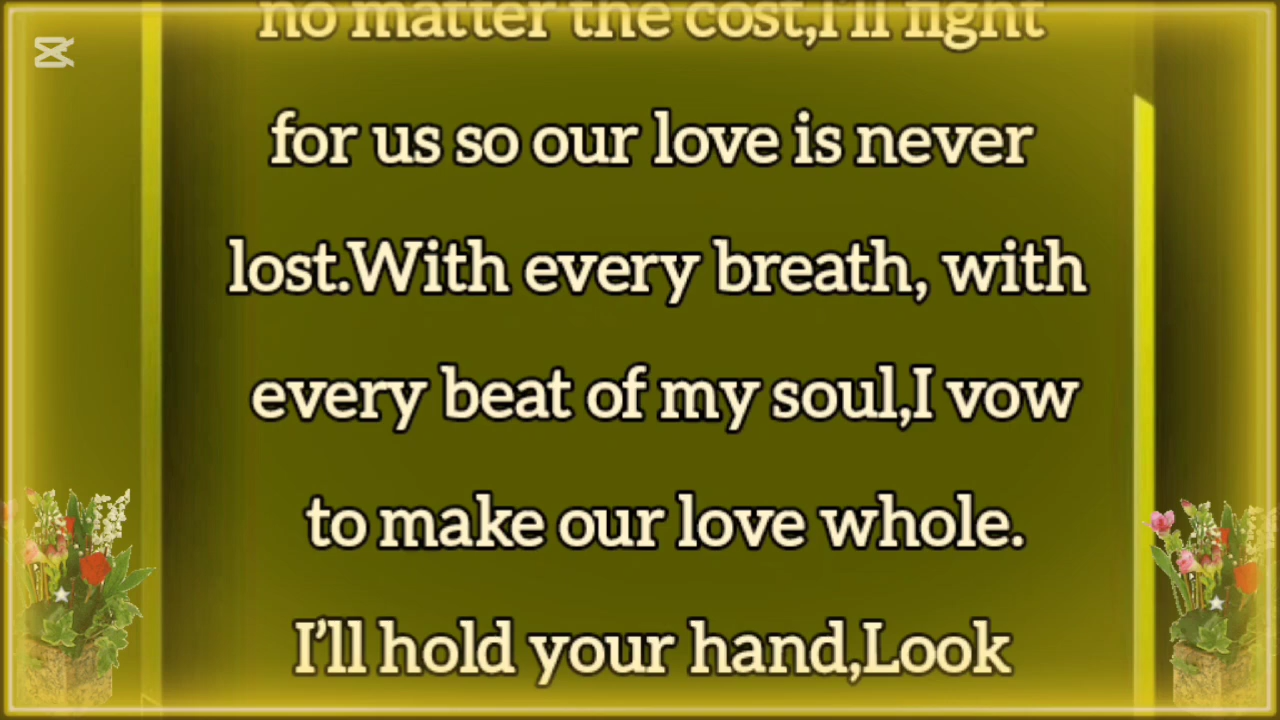 no matter the cost,I'll fight
for us so our love is never
lost.With every breath, with
every beat of my soul,I vow
to make our love whole.
I’ll hold your hand,Look